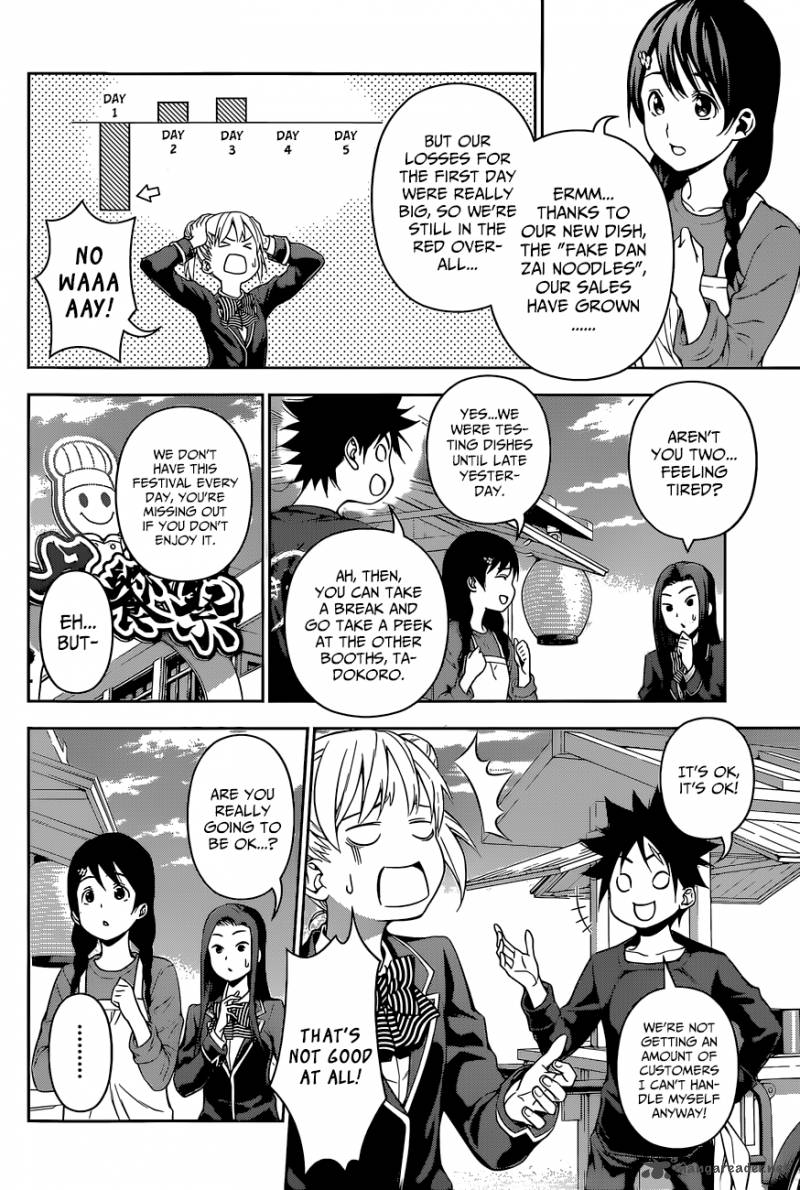 ERMM...
THANKS TO
OUR NEW DISH,
THE "FAKE DAN
ZAI NOODLES",
OUR SALES
HAVE GROWN
......
BUT OUR
LOSSES FOR
THE FIRST DAY
WERE REALLY
BIG, SO WE'RE
STILL IN THE
RED OVER-
ALL...
DAY
1
DAY
2
DAY
3
DAY
4
DAY
5
NO
WAAA
AAY!
AREN'T
YOU TWO...
FEELING
TIRED?
YES...WE
WERE TES-
TING DISHES
UNTIL LATE
YESTER-
DAY.
AH, THEN,
YOU CAN TAKE
A BREAK AND
GO TAKE A PEEK
AT THE OTHER
BOOTHS, TA-
DOKORO.
WE DON'T
HAVE THIS
FESTIVAL EVERY
DAY, YOU'RE
MISSING OUT
IF YOU DON'T
ENJOY IT.
EH...
BUT-
IT'S OK,
IT'S OK!
WE'RE NOT
GETTING AN
AMOUNT OF
CUSTOMERS
I CAN'T HAN-
DLE MYSELF
ANYWAY!
THAT'S
NOT GOOD
AT ALL!
ARE YOU
REALLY
GOING TO
BE OK...?
........
mangareader.net